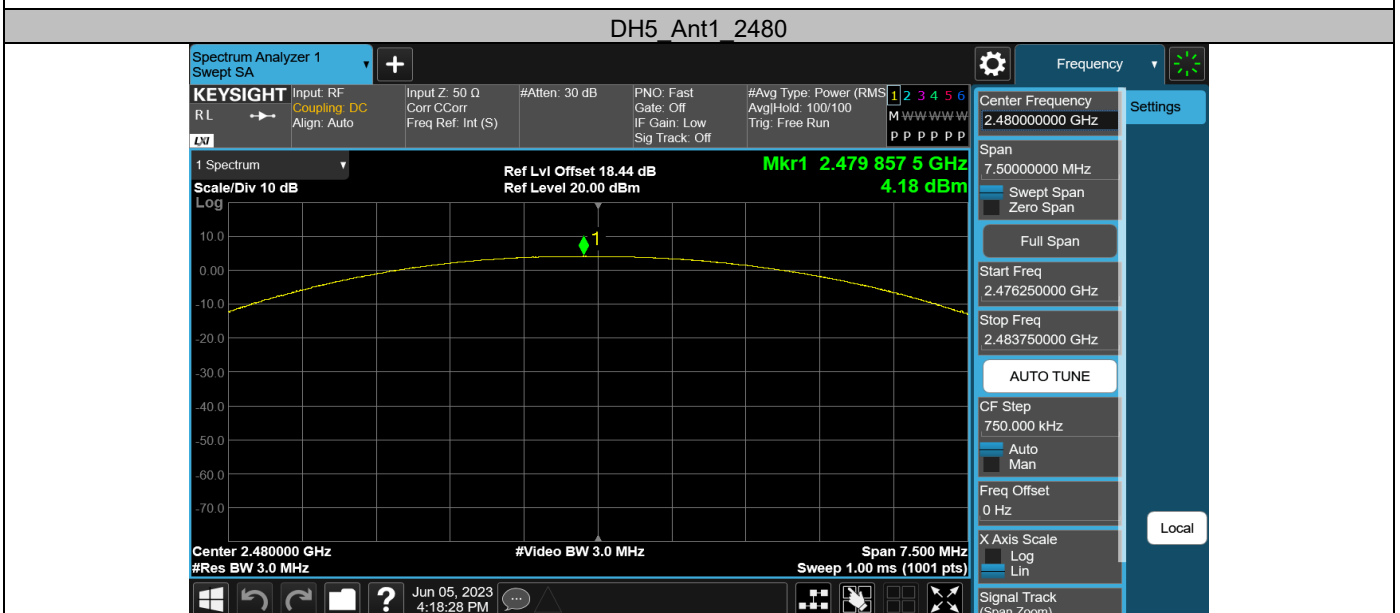 DH5_Ant1_2480
Spectrum Analyzer 1
Swept SA
Frequency
KEYSIGHT
RL
LXI
Input: RF
Coupling: DC
Align: Auto
Input Z: 50 Ω
Corr CCorr
Freq Ref: Int (S)
#Atten: 30 dB
PNO: Fast
Gate: Off
IF Gain: Low
Sig Track: Off
#Avg Type: Power (RMS
Avg|Hold: 100/100
Trig: Free Run
1 2 3 4 5 6
M W W W W W
P P P P P P
1 Spectrum
Scale/Div 10 dB
Log
Ref Lvl Offset 18.44 dB
Ref Level 20.00 dBm
Mkr1 2.479 857 5 GHz
4.18 dBm
1
10.0
0.00
-10.0
-20.0
-30.0
-40.0
-50.0
-60.0
-70.0
Center 2.480000 GHz
#Res BW 3.0 MHz
#Video BW 3.0 MHz
Span 7.500 MHz
Sweep 1.00 ms (1001 pts)
?
Jun 05, 2023
4:18:28 PM
Center Frequency
2.480000000 GHz
Settings
Span
7.50000000 MHz
Swept Span
Zero Span
Full Span
Start Freq
2.476250000 GHz
Stop Freq
2.483750000 GHz
AUTO TUNE
CF Step
750.000 kHz
Auto
Man
Freq Offset
0 Hz
Local
X Axis Scale
Log
Lin
Signal Track
(Span Zoom)